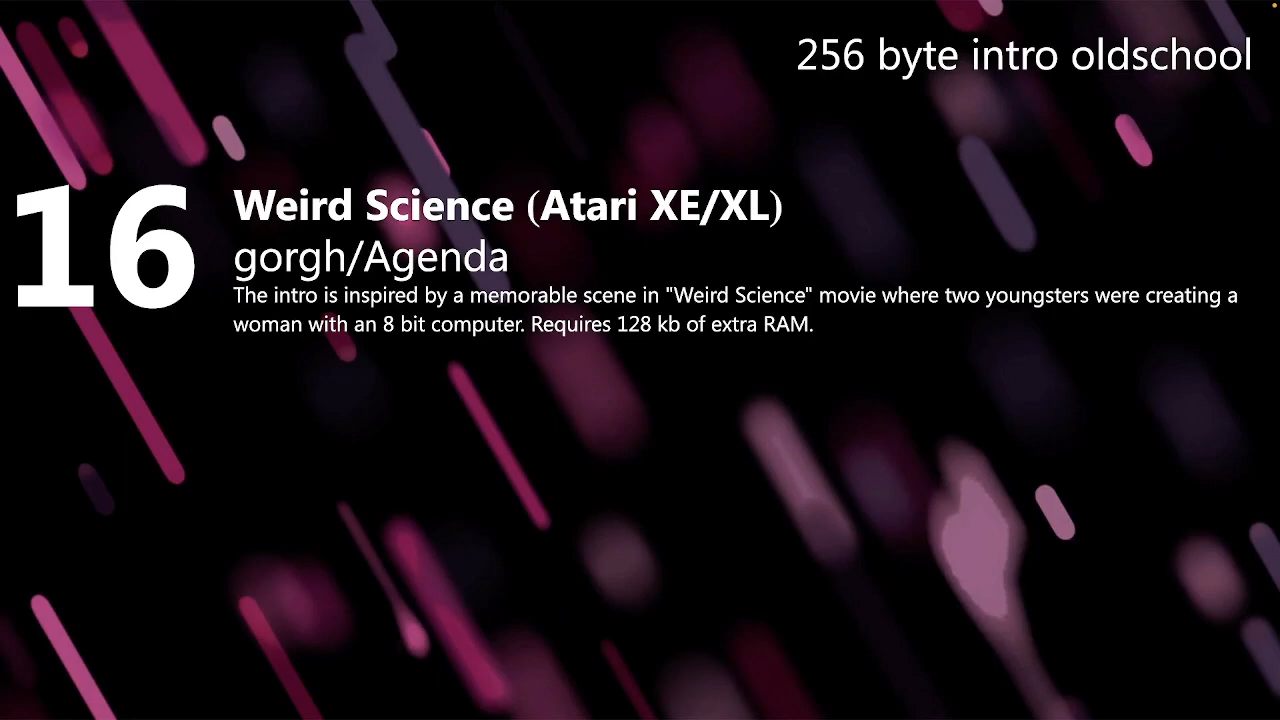 256 byte intro oldschool
16
Weird Science (Atari XE/XL)
gorgh/Agenda
The intro is inspired by a memorable scene in "Weird Science" movie where two youngsters were creating a
woman with an 8 bit computer. Requires 128 kb of extra RAM.